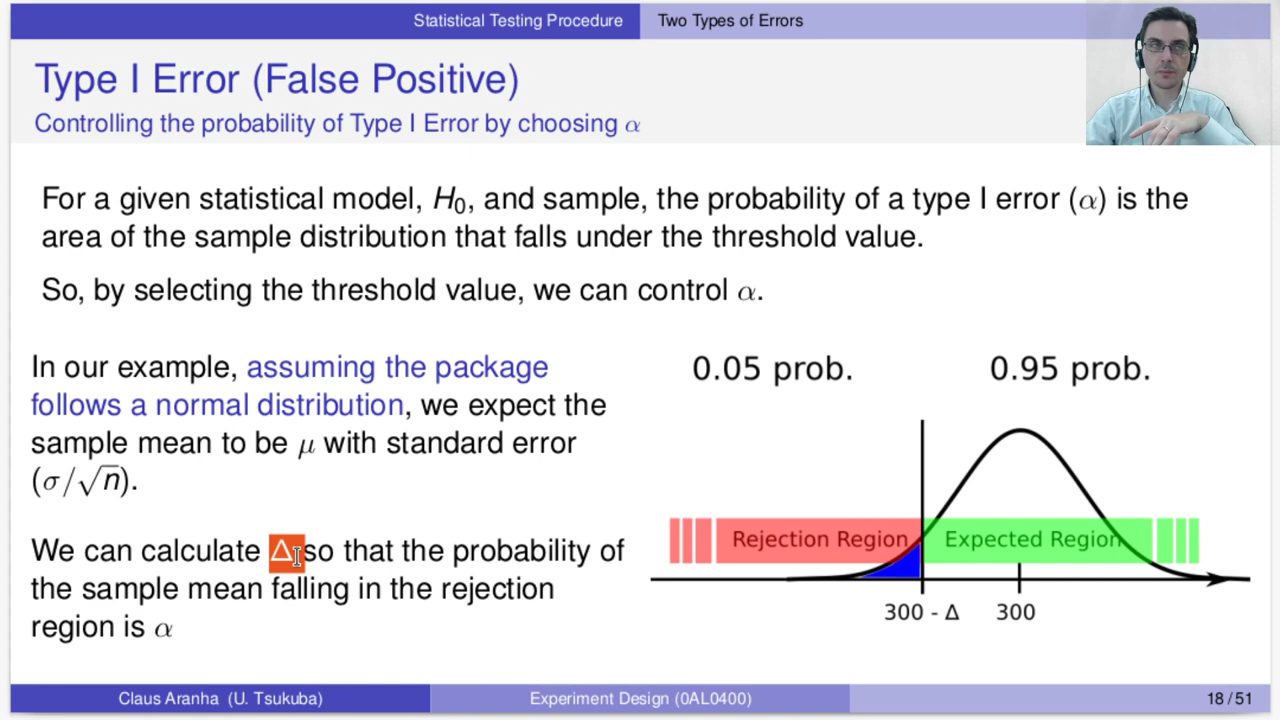 Statistical Testing Procedure Two Types of Errors
Type I Error (False Positive)
Controlling the probability of Type I Error by choosing α
For a given statistical model, H₀, and sample, the probability of a type I error (α) is the
area of the sample distribution that falls under the threshold value.
So, by selecting the threshold value, we can control α.
In our example, assuming the package
follows a normal distribution, we expect the
sample mean to be μ with standard error
(σ/√n).
We can calculate Δ so that the probability of
the sample mean falling in the rejection
region is α
0.05 prob. 0.95 prob.
Rejection Region Expected Region
300 - Δ 300
Claus Aranha (U. Tsukuba) Experiment Design (0AL0400) 18 / 51